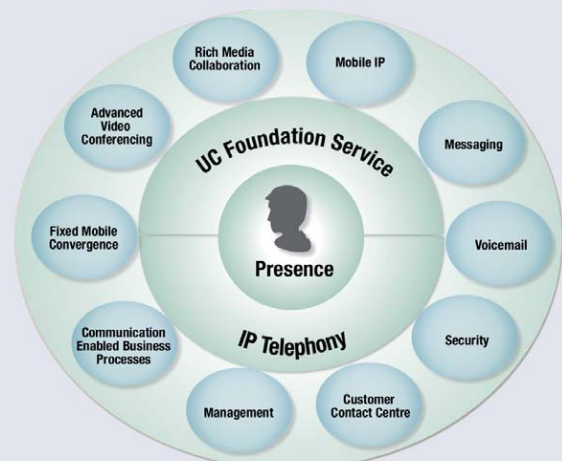 Rich Media
Collaboration
Mobile IP
Advanced
Video
Conferencing
Messaging
UC Foundation Service
Fixed Mobile
Convergence
Voicemail
Presence
Communication
Enabled Business
Processes
IP Telephony
Security
Management
Customer
Contact Centre